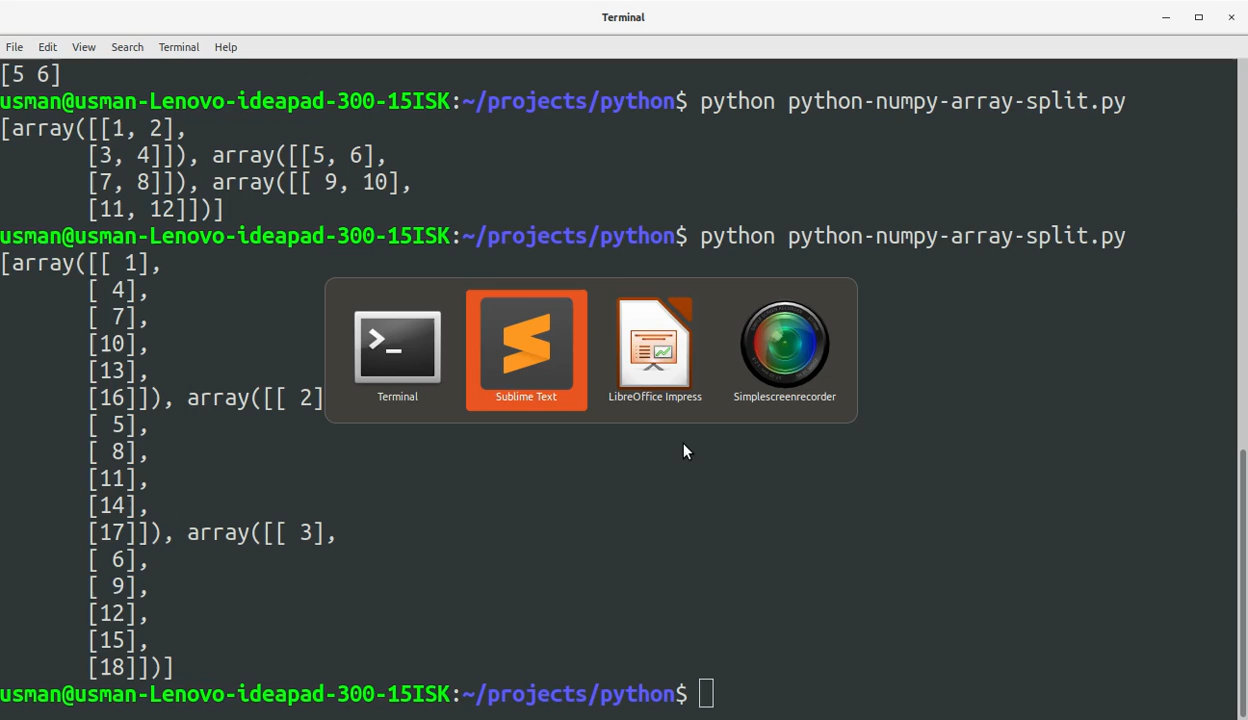 Terminal
File Edit View Search Terminal Help
[5 6]
usman@usman-Lenovo-ideapad-300-15ISK:~/projects/python$ python python-numpy-array-split.py
[array([[1, 2],
       [3, 4]]), array([[5, 6],
       [7, 8]]), array([[ 9, 10],
       [11, 12]])]
usman@usman-Lenovo-ideapad-300-15ISK:~/projects/python$ python python-numpy-array-split.py
[array([[ 1],
       [ 4],
       [ 7],
       [10],
       [13],
       [16]]), array([[ 2]
       [ 5],
       [ 8],
       [11],
       [14],
       [17]]), array([[ 3],
       [ 6],
       [ 9],
       [12],
       [15],
       [18]])]
usman@usman-Lenovo-ideapad-300-15ISK:~/projects/python$
Terminal Sublime Text LibreOffice Impress Simplescreenrecorder